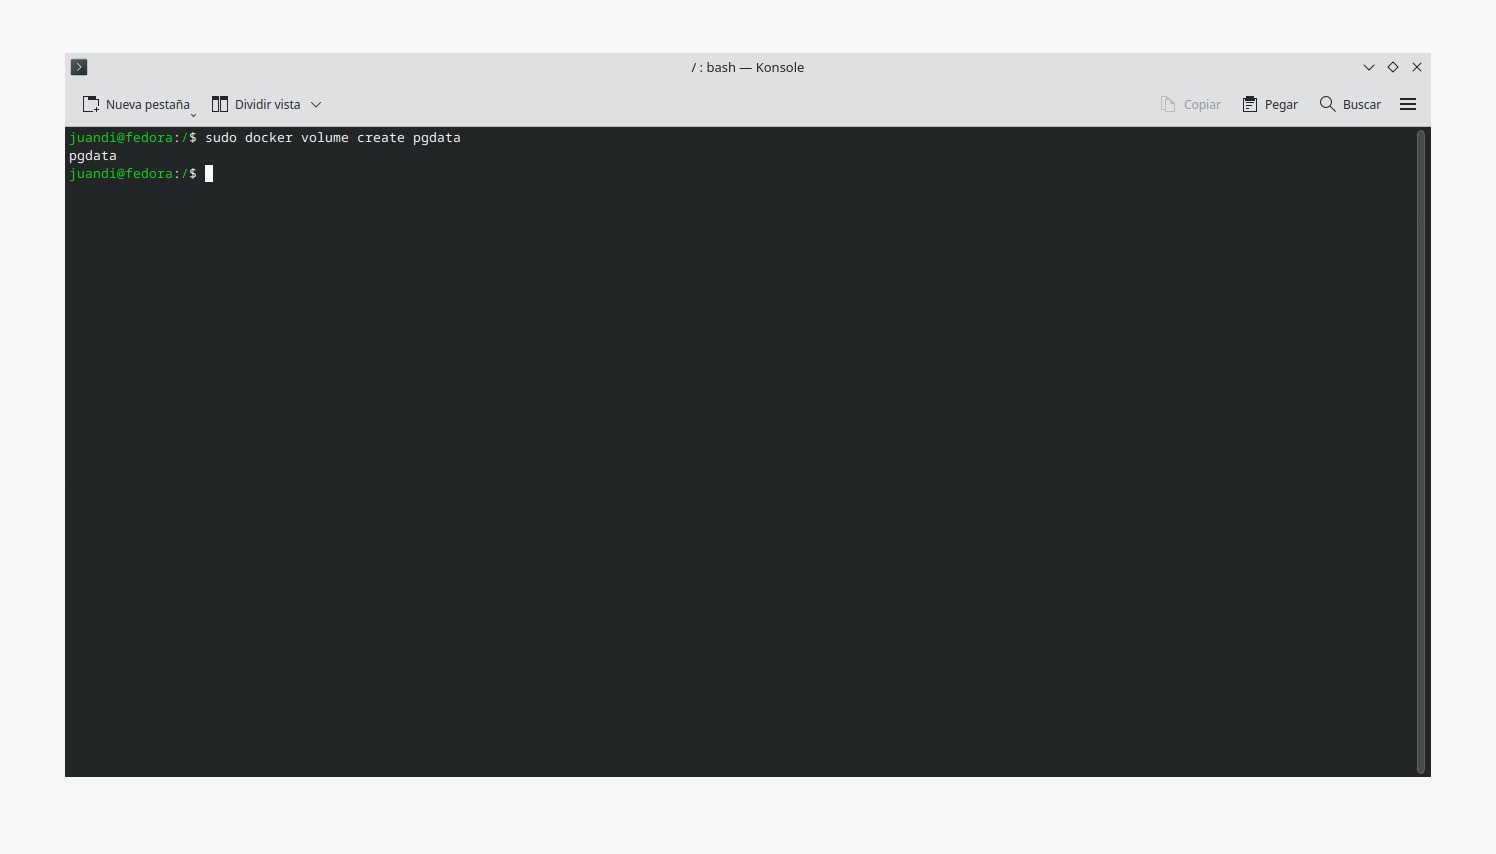 / : bash — Konsole
Nueva pestaña
Dividir vista
Copiar
Pegar
Buscar
juandi@fedora:/$ sudo docker volume create pgdata
pgdata
juandi@fedora:/$